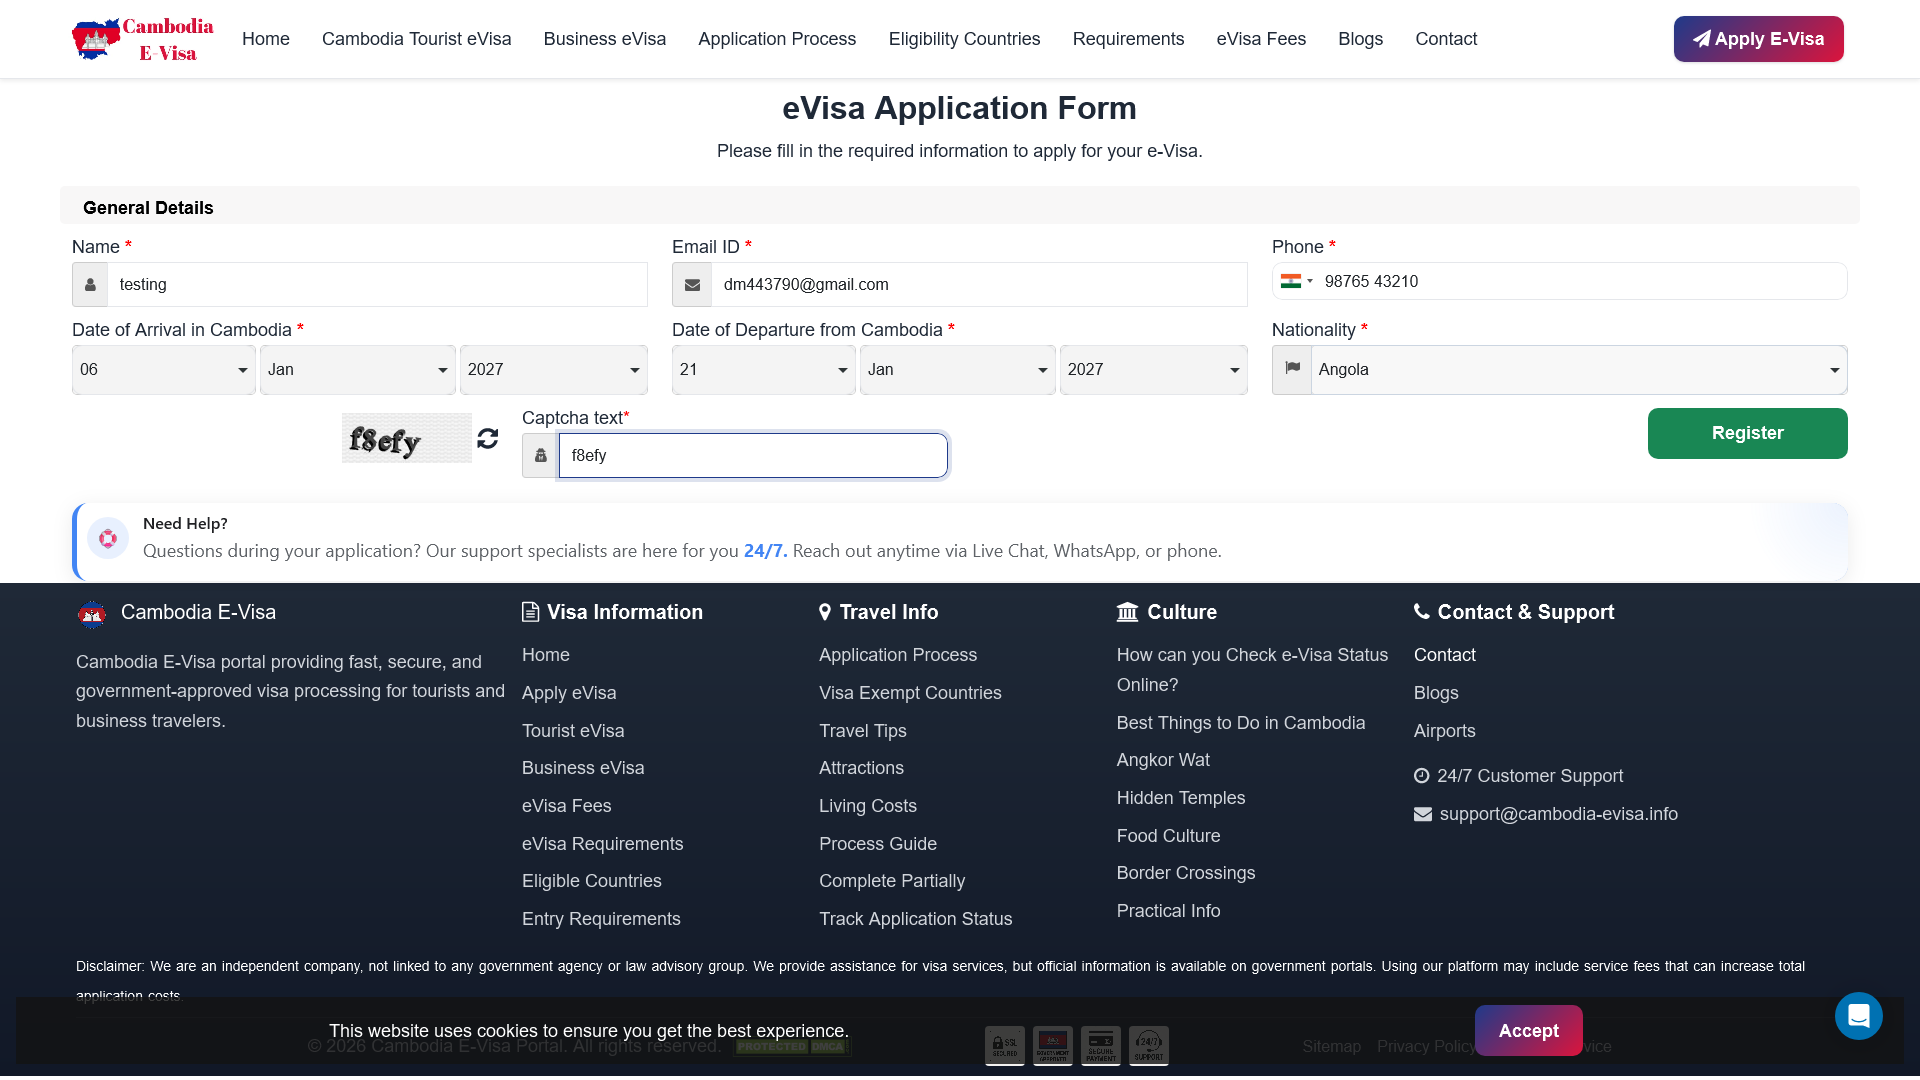 Cambodia
E-Visa
Home
Cambodia Tourist eVisa
Business eVisa
Application Process
Eligibility Countries
Requirements
eVisa Fees
Blogs
Contact
Apply E-Visa
eVisa Application Form
Please fill in the required information to apply for your e-Visa.
General Details
Name *
testing
Email ID *
dm443790@gmail.com
Phone *
98765 43210
Date of Arrival in Cambodia *
06
Jan
2027
Date of Departure from Cambodia *
21
Jan
2027
Nationality *
Angola
f8efy
Captcha text*
f8efy
Register
Need Help?
Questions during your application? Our support specialists are here for you 24/7. Reach out anytime via Live Chat, WhatsApp, or phone.
Cambodia E-Visa
Cambodia E-Visa portal providing fast, secure, and
government-approved visa processing for tourists and
business travelers.
Visa Information
Home
Apply eVisa
Tourist eVisa
Business eVisa
eVisa Fees
eVisa Requirements
Eligible Countries
Entry Requirements
Travel Info
Application Process
Visa Exempt Countries
Travel Tips
Attractions
Living Costs
Process Guide
Complete Partially
Track Application Status
Culture
How can you Check e-Visa Status
Online?
Best Things to Do in Cambodia
Angkor Wat
Hidden Temples
Food Culture
Border Crossings
Practical Info
Contact & Support
Contact
Blogs
Airports
24/7 Customer Support
support@cambodia-evisa.info
Disclaimer: We are an independent company, not linked to any government agency or law advisory group. We provide assistance for visa services, but official information is available on government portals. Using our platform may include service fees that can increase total
application costs.
This website uses cookies to ensure you get the best experience.
Accept
© 2026 Cambodia E-Visa Portal. All rights reserved.
PROTECTED DMCA
SSL
SECURED
GOVERNMENT
APPROVED
SECURE
PAYMENT
24/7
SUPPORT
Sitemap
Privacy Policy